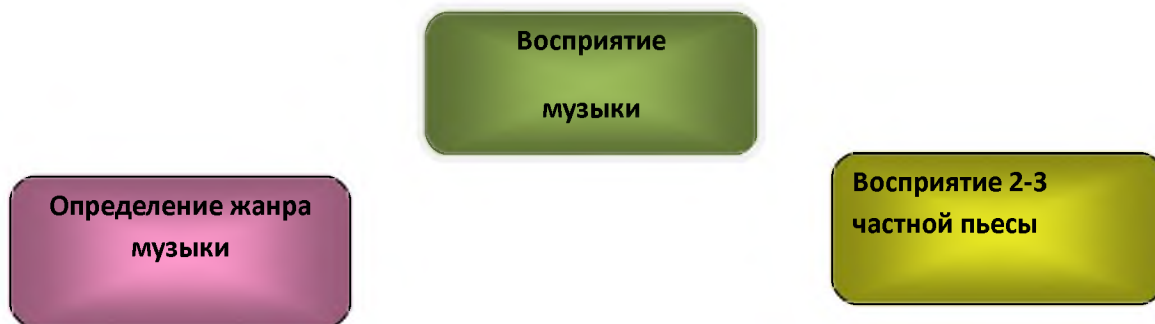 Восприятие
музыки
Определение жанра
музыки
Восприятие 2-3
частной пьесы